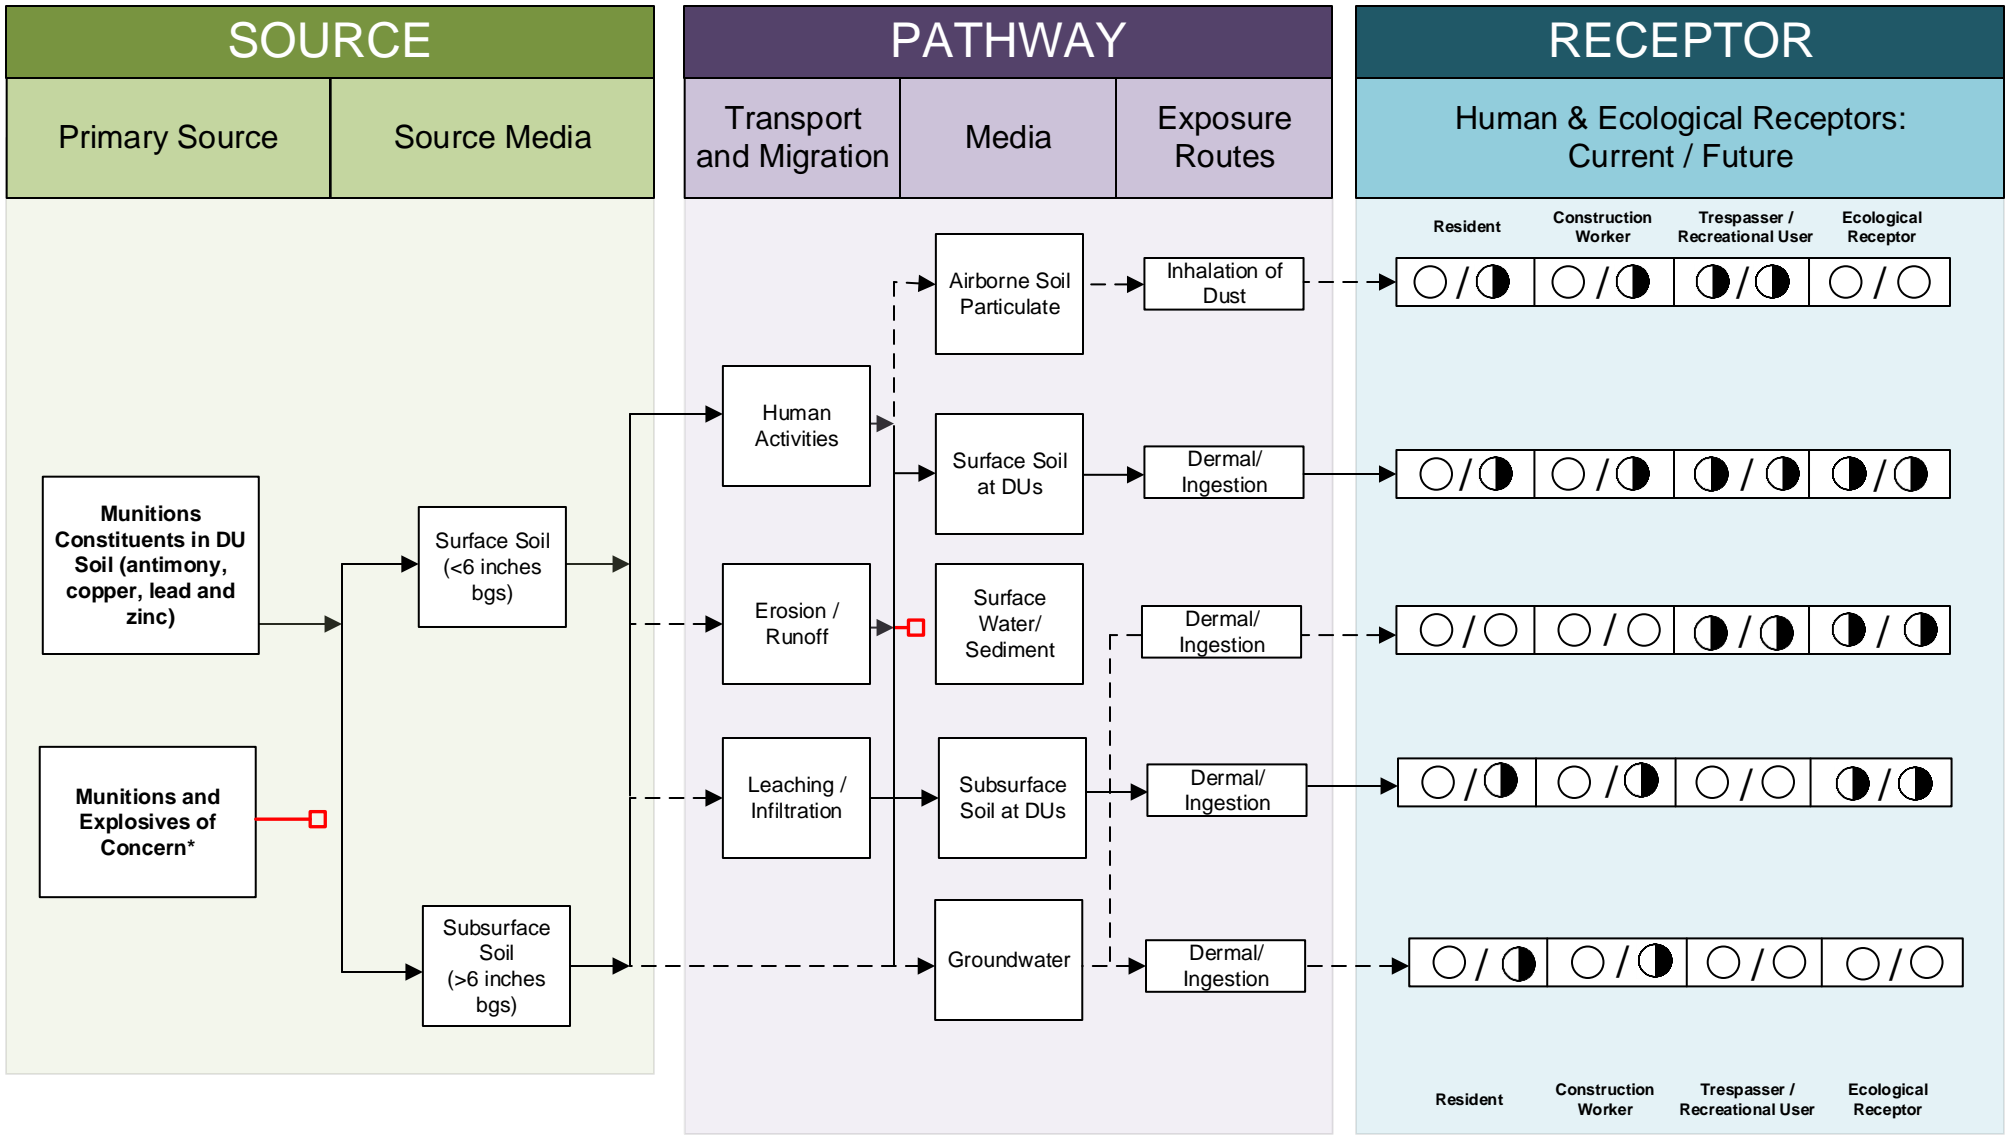 SOURCE
PATHWAY
RECEPTOR
Primary Source
Source Media
Transport
and Migration
Media
Exposure
Routes
Human & Ecological Receptors:
Current / Future
Resident
Construction
Worker
Trespasser /
Recreational User
Ecological
Receptor
Airborne Soil
Particulate
Inhalation of
Dust
/
/
/
/
Human
Activities
Surface Soil
at DUs
Dermal/
Ingestion
/
/
/
/
Munitions
Constituents in DU
Soil (antimony,
copper, lead and
zinc)
Surface Soil
(<6 inches
bgs)
Erosion /
Runoff
Surface
Water/
Sediment
Dermal/
Ingestion
/
/
/
/
Munitions and
Explosives of
Concern*
Leaching /
Infiltration
Subsurface
Soil at DUs
Dermal/
Ingestion
/
/
/
/
Subsurface
Soil
(>6 inches
bgs)
Groundwater
Dermal/
Ingestion
/
/
/
/
Resident
Construction
Worker
Trespasser /
Recreational User
Ecological
Receptor